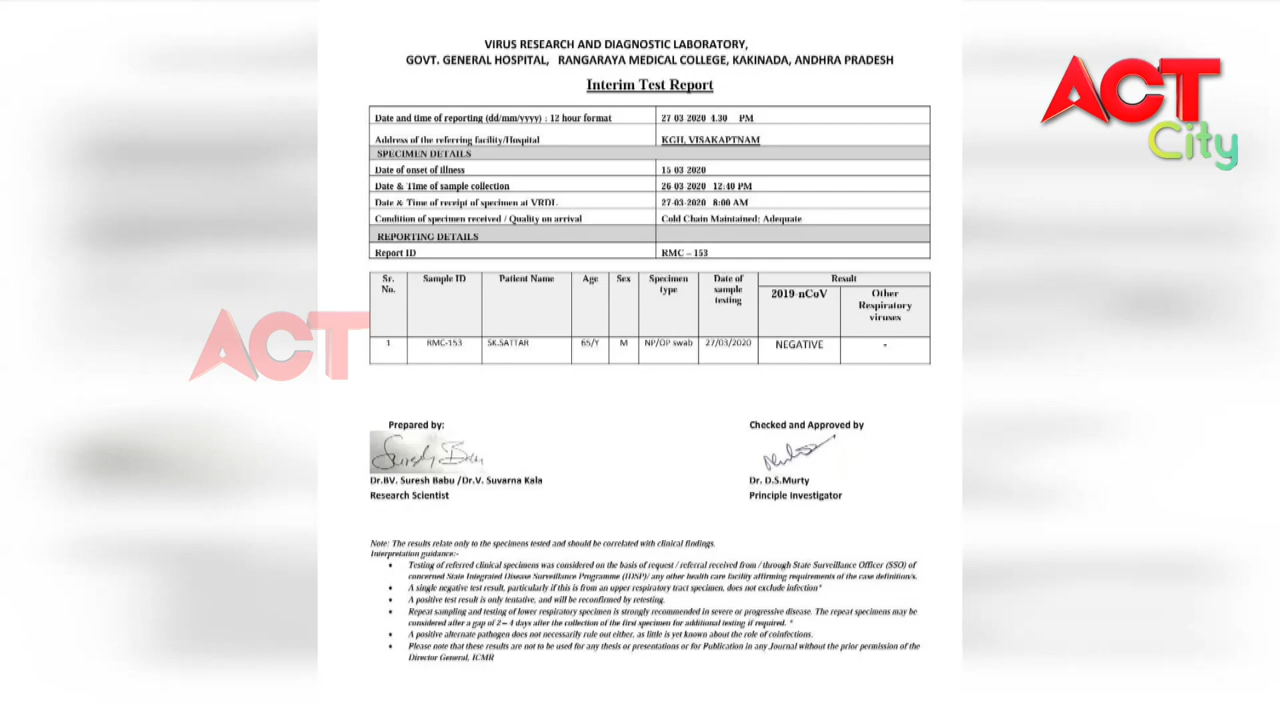 VIRUS RESEARCH AND DIAGNOSTIC LABORATORY,
GOVT. GENERAL HOSPITAL, RANGARAYA MEDICAL COLLEGE, KAKINADA, ANDHRA PRADESH
Interim Test Report
ACT
City
Date and time of reporting (dd/mm/yyyy) : 12 hour format 27 03 2020 4.30 PM
Address of the referring facility/Hospital KGH, VISAKAPTNAM
SPECIMEN DETAILS
Date of onset of illness 15 03 2020
Date & Time of sample collection 26 03 2020 12:40 PM
Date & Time of receipt of specimen at VRDL 27-03-2020 8:00 AM
Condition of specimen received / Quality on arrival Cold Chain Maintained; Adequate
REPORTING DETAILS
Report ID RMC – 153
Sr. No. Sample ID Patient Name Age Sex Specimen type Date of sample testing Result
2019-nCoV Other Respiratory viruses
1 RMC-153 SK.SATTAR 65/Y M NP/OP swab 27/03/2020 NEGATIVE -
ACT
Prepared by: Checked and Approved by
Suresh Babu
Dr.BV. Suresh Babu /Dr.V. Suvarna Kala Dr. D.S.Murty
Research Scientist Principle Investigator
Note: The results relate only to the specimens tested and should be correlated with clinical findings.
Interpretation guidance:-
• Testing of referred clinical specimens was considered on the basis of request / referral received from / through State Surveillance Officer (SSO) of
concerned State Integrated Disease Surveillance Programme (IDSP)/ any other health care facility affirming requirements of the case definition/s.
• A single negative test result, particularly if this is from an upper respiratory tract specimen, does not exclude infection*
• A positive test result is only tentative, and will be reconfirmed by retesting.
• Repeat sampling and testing of lower respiratory specimen is strongly recommended in severe or progressive disease. The repeat specimens may be
considered after a gap of 2 – 4 days after the collection of the first specimen for additional testing if required. *
• A positive alternate pathogen does not necessarily rule out either, as little is yet known about the role of coinfections.
• Please note that these results are not to be used for any thesis or presentations or for Publication in any Journal without the prior permission of the
Director General, ICMR